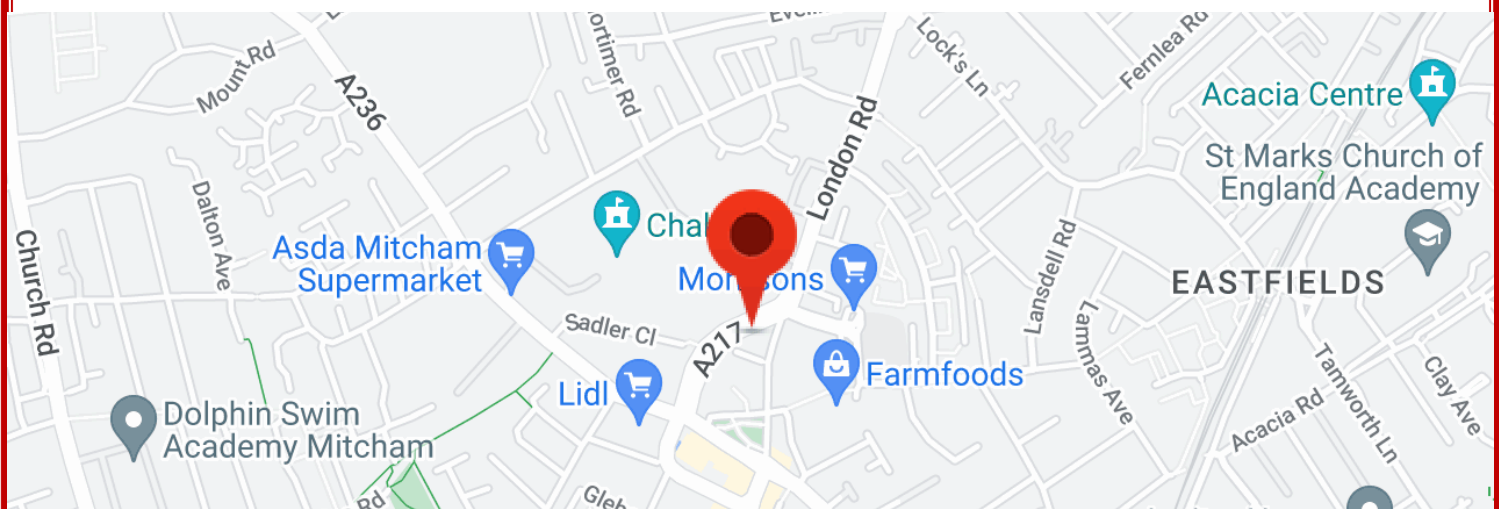 Mount Rd
A236
London Rd
Lock's Ln
Fernlea Rd
Acacia Centre
St Marks Church of
England Academy
Dalton Ave
Church Rd
Asda Mitcham
Supermarket
Morrisons
Lansdell Rd
EASTFIELDS
Sadler Cl
A217
Lammas Ave
Lidl
Farmfoods
Tamworth Ln
Clay Ave
Acacia Rd
Dolphin Swim
Academy Mitcham
Rd